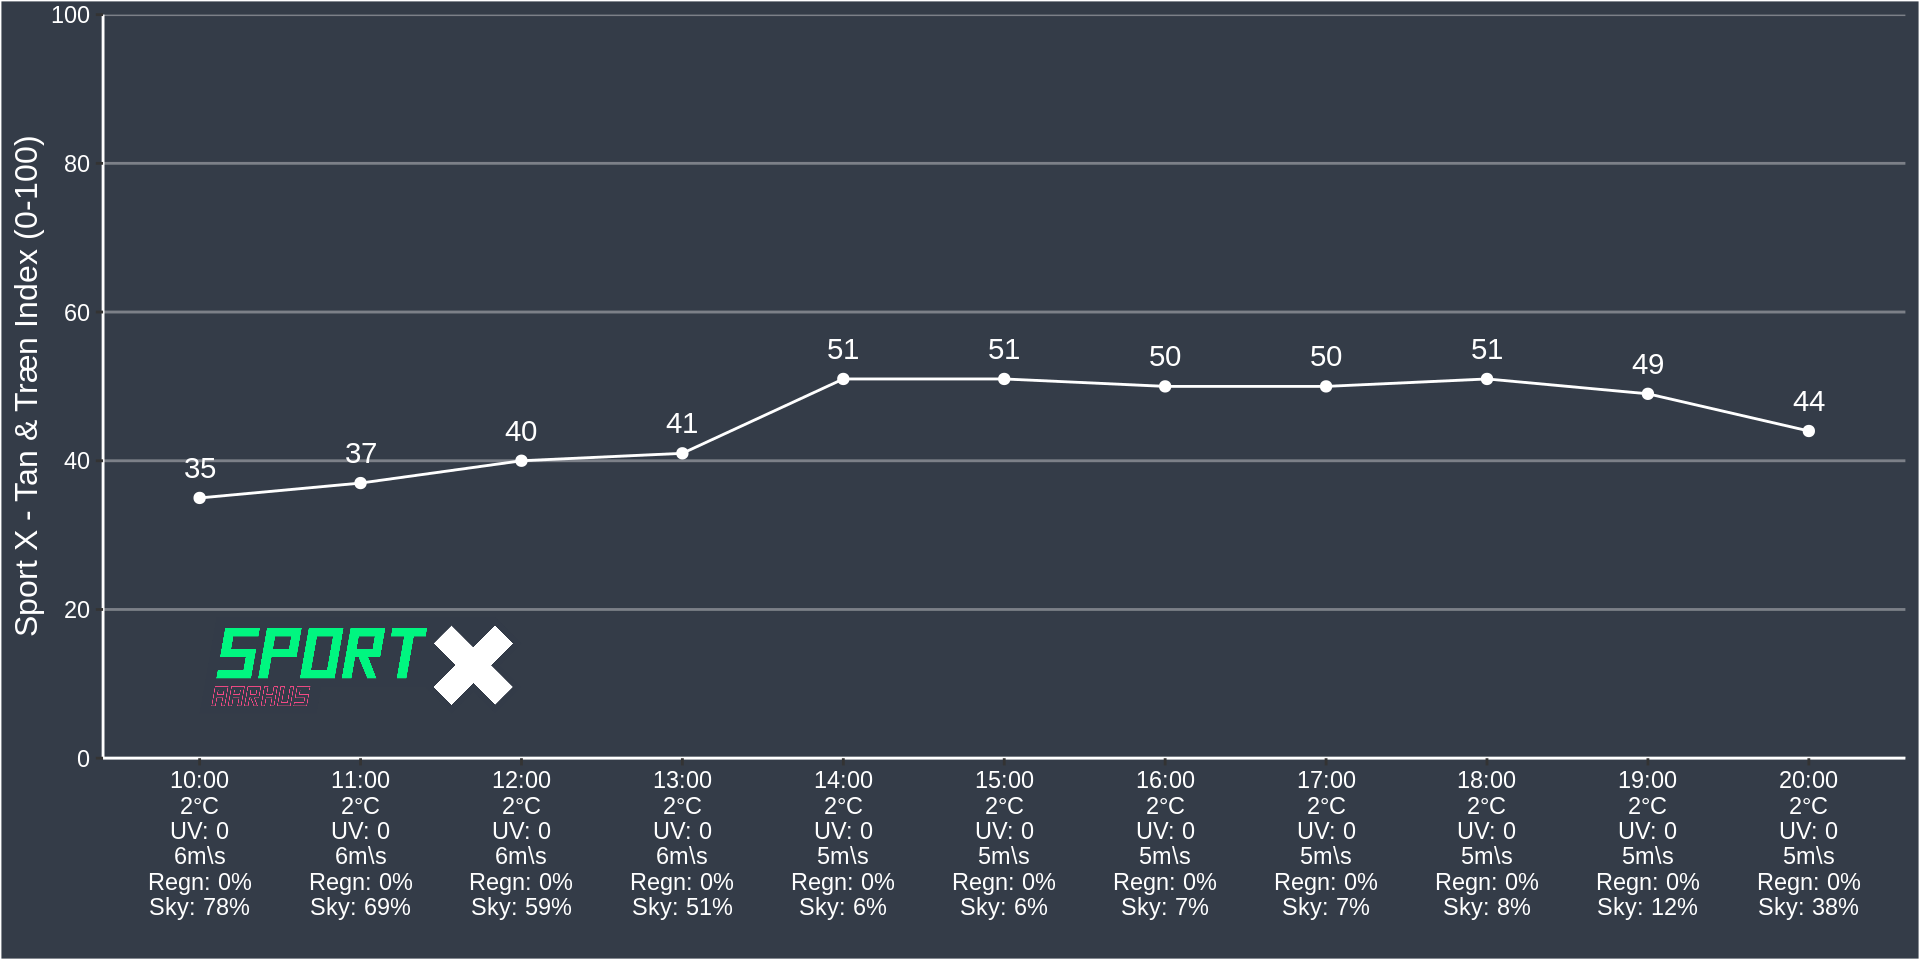 Sport X - Tan & Træn Index (0-100)
100
80
60
40
20
0
35
37
40
41
51
51
50
50
51
49
44
SPORT X
AARHUS
10:00 11:00 12:00 13:00 14:00 15:00 16:00 17:00 18:00 19:00 20:00
2°C 2°C 2°C 2°C 2°C 2°C 2°C 2°C 2°C 2°C 2°C
UV: 0 UV: 0 UV: 0 UV: 0 UV: 0 UV: 0 UV: 0 UV: 0 UV: 0 UV: 0 UV: 0
6m\s 6m\s 6m\s 6m\s 5m\s 5m\s 5m\s 5m\s 5m\s 5m\s 5m\s
Regn: 0% Regn: 0% Regn: 0% Regn: 0% Regn: 0% Regn: 0% Regn: 0% Regn: 0% Regn: 0% Regn: 0% Regn: 0%
Sky: 78% Sky: 69% Sky: 59% Sky: 51% Sky: 6% Sky: 6% Sky: 7% Sky: 7% Sky: 8% Sky: 12% Sky: 38%